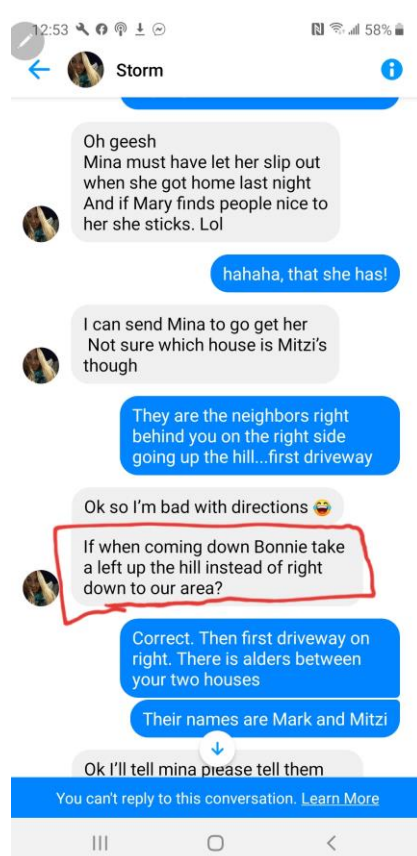 12:53
58%
Storm
Oh geesh
Mina must have let her slip out
when she got home last night
And if Mary finds people nice to
her she sticks. Lol
hahaha, that she has!
I can send Mina to go get her
Not sure which house is Mitzi's
though
They are the neighbors right
behind you on the right side
going up the hill...first driveway
Ok so I'm bad with directions 😂
If when coming down Bonnie take
a left up the hill instead of right
down to our area?
Correct. Then first driveway on
right. There is alders between
your two houses
Their names are Mark and Mitzi
Ok I'll tell mina please tell them
You can't reply to this conversation. Learn More